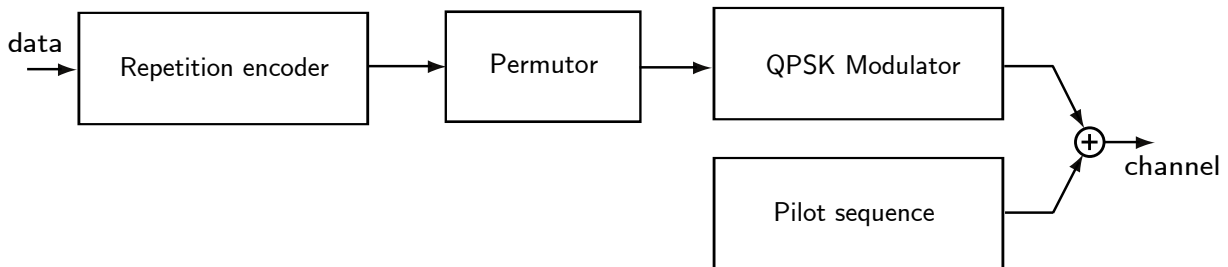 data
Repetition encoder
Permutor
QPSK Modulator
+
channel
Pilot sequence